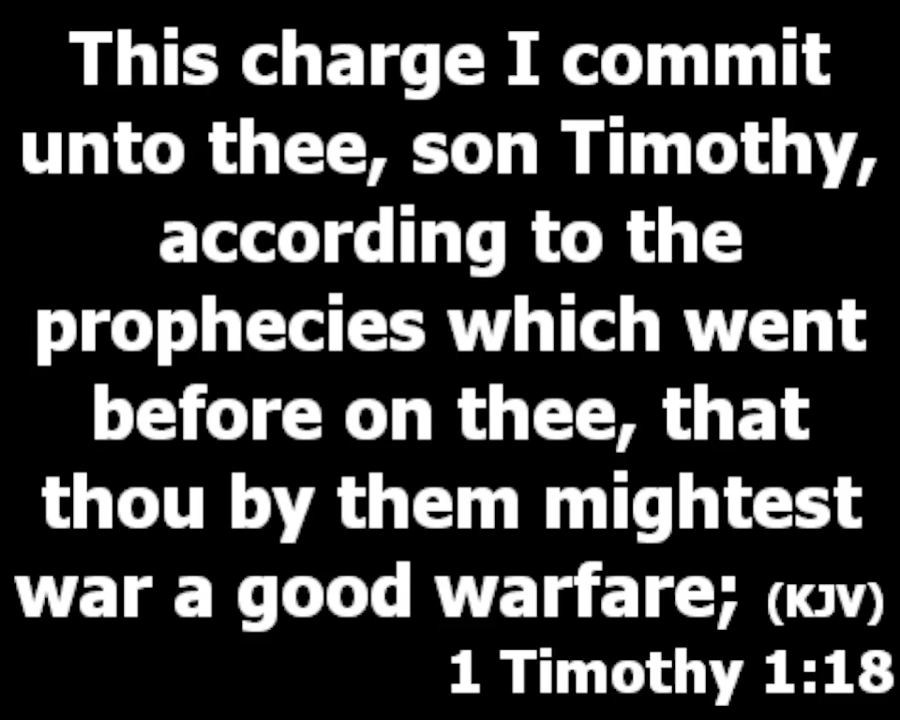 This charge I commit
unto thee, son Timothy,
according to the
prophecies which went
before on thee, that
thou by them mightest
war a good warfare; (KJV)
1 Timothy 1:18